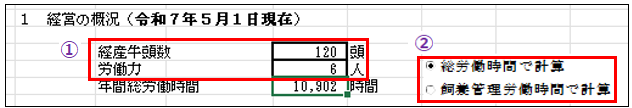 1 経営の概況（令和７年５月１日現在）
① ②
経産牛頭数 120 頭
労働力 6 人
年間総労働時間 10,902 時間
総労働時間で計算
飼養管理労働時間で計算